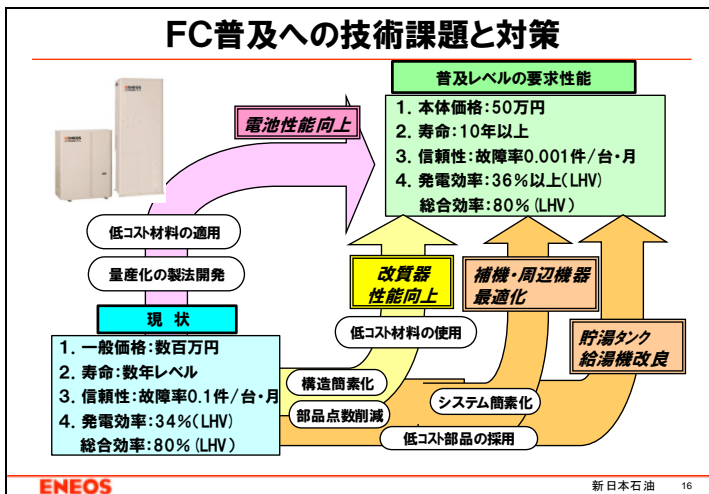 FC普及への技術課題と対策
ENEOS
ENEOS
普及レベルの要求性能
1. 本体価格:50万円
2. 寿命:10年以上
3. 信頼性:故障率0.001件/台・月
4. 発電効率:36%以上(LHV)
総合効率:80%(LHV)
電池性能向上
低コスト材料の適用
量産化の製法開発
改質器
性能向上
補機・周辺機器
最適化
貯湯タンク
給湯機改良
現 状
1. 一般価格:数百万円
2. 寿命:数年レベル
3. 信頼性:故障率0.1件/台・月
4. 発電効率:34%(LHV)
総合効率:80%(LHV)
低コスト材料の使用
構造簡素化
部品点数削減
システム簡素化
低コスト部品の採用
ENEOS
新日本石油 16